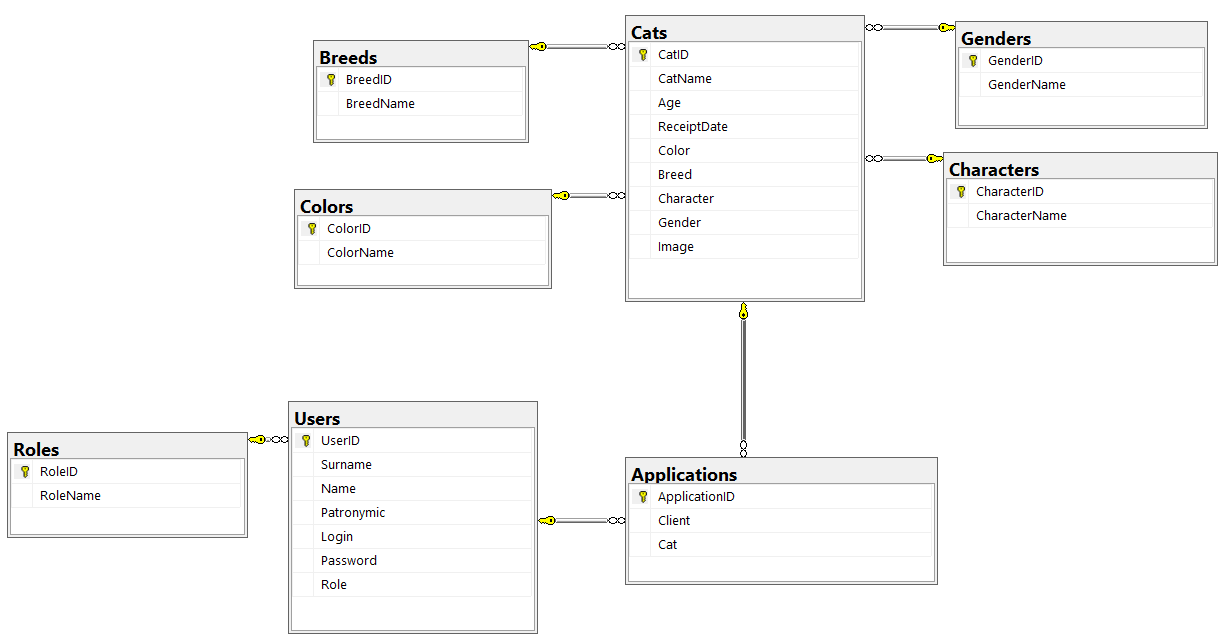 Breeds
BreedID
BreedName
Colors
ColorID
ColorName
Cats
CatID
CatName
Age
ReceiptDate
Color
Breed
Character
Gender
Image
Genders
GenderID
GenderName
Characters
CharacterID
CharacterName
Roles
RoleID
RoleName
Users
UserID
Surname
Name
Patronymic
Login
Password
Role
Applications
ApplicationID
Client
Cat